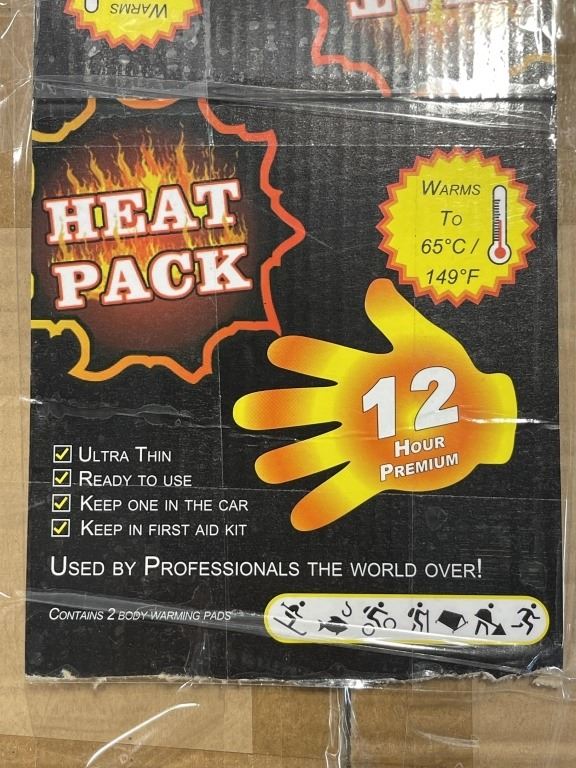 WARMS
HEAT
PACK
WARMS
TO
65°C /
149°F
12
HOUR
PREMIUM
ULTRA THIN
READY TO USE
KEEP ONE IN THE CAR
KEEP IN FIRST AID KIT
USED BY PROFESSIONALS THE WORLD OVER!
CONTAINS 2 BODY WARMING PADS